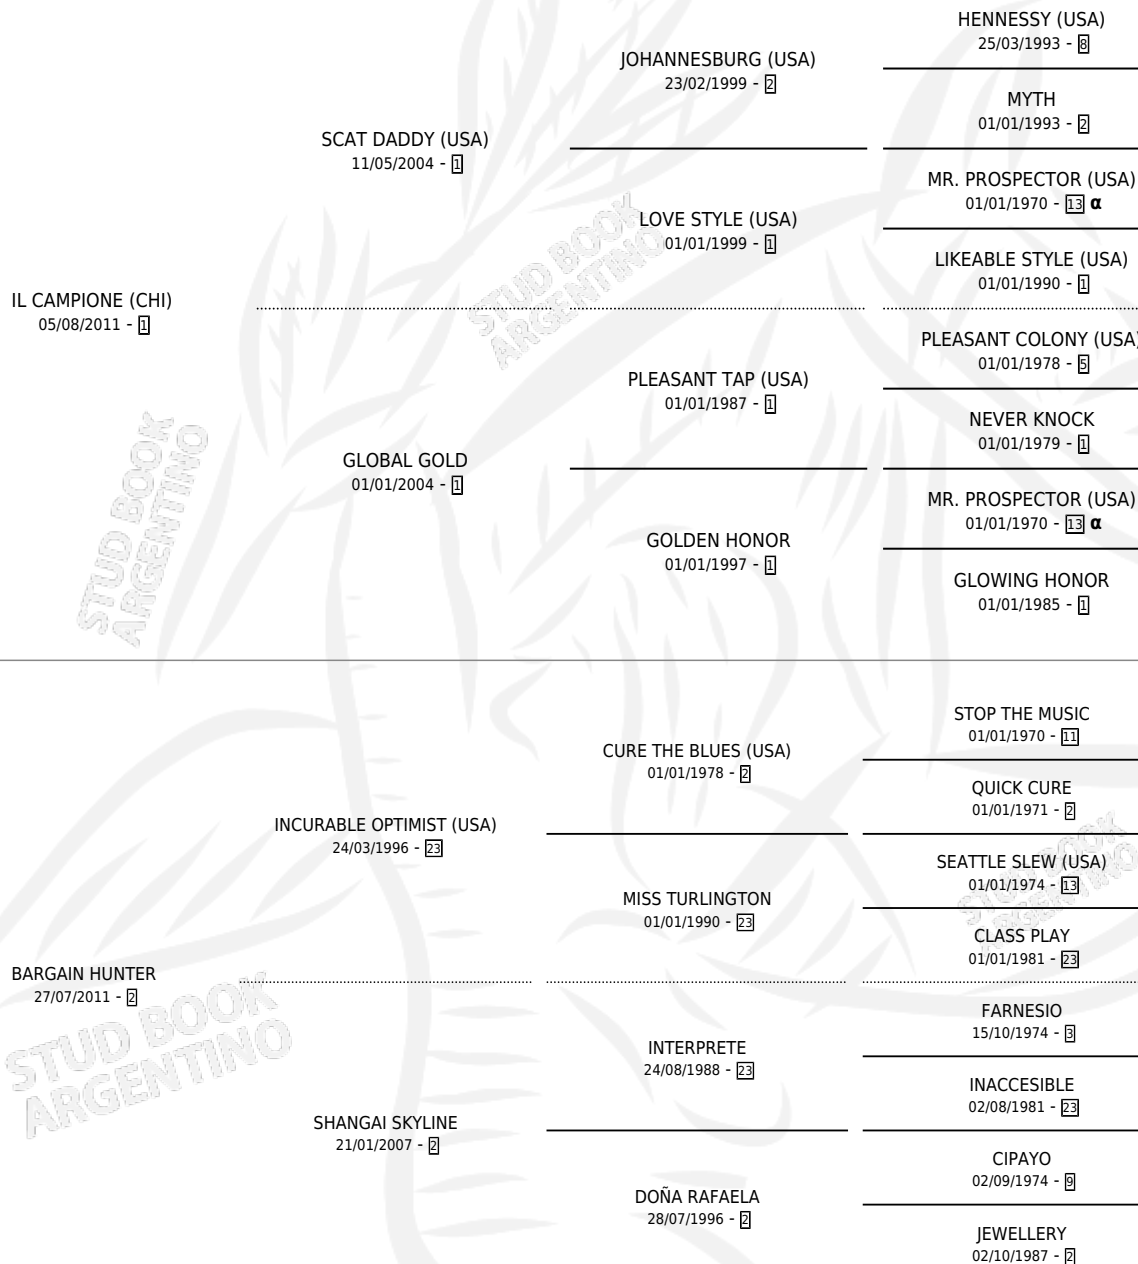 HENNESSY (USA)
25/03/1993 - 8
JOHANNESBURG (USA)
23/02/1999 - 2
MYTH
01/01/1993 - 2
SCAT DADDY (USA)
11/05/2004 - 1
MR. PROSPECTOR (USA)
01/01/1970 - 13 α
LOVE STYLE (USA)
01/01/1999 - 1
LIKEABLE STYLE (USA)
01/01/1990 - 1
IL CAMPIONE (CHI)
05/08/2011 - 1
PLEASANT COLONY (USA)
01/01/1978 - 5
PLEASANT TAP (USA)
01/01/1987 - 1
NEVER KNOCK
01/01/1979 - 1
GLOBAL GOLD
01/01/2004 - 1
MR. PROSPECTOR (USA)
01/01/1970 - 13 α
GOLDEN HONOR
01/01/1997 - 1
GLOWING HONOR
01/01/1985 - 1
STOP THE MUSIC
01/01/1970 - 11
CURE THE BLUES (USA)
01/01/1978 - 2
QUICK CURE
01/01/1971 - 2
INCURABLE OPTIMIST (USA)
24/03/1996 - 23
SEATTLE SLEW (USA)
01/01/1974 - 13
MISS TURLINGTON
01/01/1990 - 23
CLASS PLAY
01/01/1981 - 23
BARGAIN HUNTER
27/07/2011 - 2
FARNESIO
15/10/1974 - 3
INTERPRETE
24/08/1988 - 23
INACCESIBLE
02/08/1981 - 23
SHANGAI SKYLINE
21/01/2007 - 2
CIPAYO
02/09/1974 - 9
DOÑA RAFAELA
28/07/1996 - 2
JEWELLERY
02/10/1987 - 2
STUD BOOK
ARGENTINO
STUD BOOK
ARGENTINO
STUD BOOK
ARGENTINO
STUD BOOK
ARGENTINO